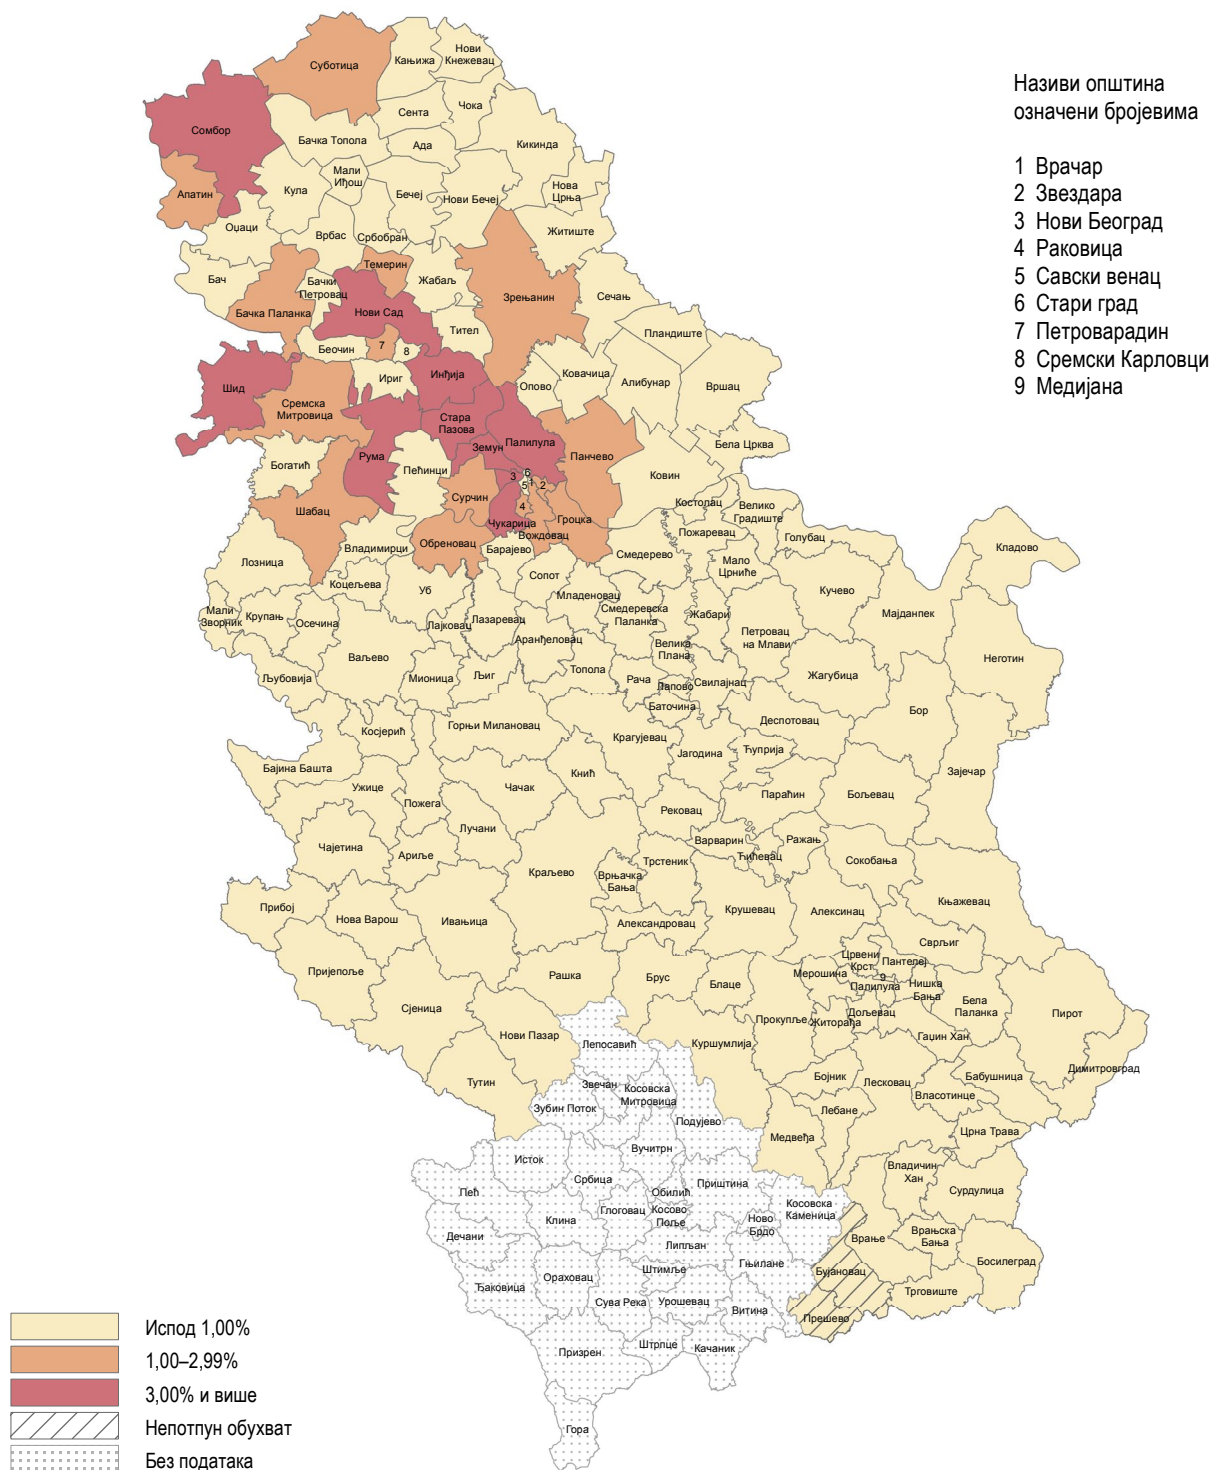 Називи општина
означени бројевима
1 Врачар
2 Звездара
3 Нови Београд
4 Раковица
5 Савски венац
6 Стари град
7 Петроварадин
8 Сремски Карловци
9 Медијана
Суботица
Кањижа
Нови
Кнежевац
Сомбор
Сента
Чока
Бачка Топола
Ада
Кикинда
Апатин
Кула
Мали
Иђош
Бечеј
Нови Бечеј
Нова
Црња
Оџаци
Врбас
Србобран
Житиште
Бач
Темерин
Бачки
Петровац
Жабаљ
Зрењанин
Сечањ
Бачка Паланка
Нови Сад
Тител
Пландиште
Беочин
7
8
Шид
Ириг
Инђија
Опово
Ковачица
Алибунар
Вршац
Сремска
Митровица
Стара
Пазова
Палилула
Рума
Земун
Панчево
Бела Црква
Богатић
Пећинци
Ковин
3
6
1
5
2
4
Сурчин
Шабац
Чукарица
Гроцка
Вождовац
Костолац
Велико
Градиште
Пожаревац
Голубац
Владимирци
Обреновац
Барајево
Смедерево
Мало
Црниће
Кладово
Лозница
Коцељева
Уб
Сопот
Младеновац
Кучево
Мајданпек
Мали
Зворник
Крупањ
Осечина
Лајковац
Лазаревац
Смедеревска
Паланка
Жабари
Петровац
на Млави
Аранђеловац
Велика
Плана
Неготин
Љубовија
Ваљево
Мионица
Љиг
Топола
Рача
Лапово
Свилајнац
Жагубица
Баточина
Бор
Косјерић
Горњи Милановац
Крагујевац
Деспотовац
Јагодина
Ћуприја
Бајина Башта
Ужице
Пожега
Чачак
Кнић
Зајечар
Параћин
Бољевац
Лучани
Рековац
Чајетина
Ариље
Варварин
Ражањ
Ћићевац
Сокобања
Краљево
Врњачка
Бања
Трстеник
Прибој
Нова Варош
Ивањица
Крушевац
Алексинац
Књажевац
Александровац
Сврљиг
Пријепоље
Рашка
Брус
Блаце
Мерошина
Црвени
Крст
Пантелеј
9
Палилула
Нишка
Бања
Бела
Паланка
Сјеница
Прокупље
Житорађа
Дољевац
Пирот
Нови Пазар
Лепосавић
Куршумлија
Гаџин Хан
Димитровград
Тутин
Звечан
Косовска
Митровица
Бојник
Лесковац
Бабушница
Власотинце
Зубин Поток
Подујево
Лебане
Медвеђа
Црна Трава
Исток
Вучитрн
Владичин
Хан
Сурдулица
Пећ
Србица
Обилић
Приштина
Косовска
Каменица
Клина
Глоговац
Косово
Поље
Ново
Брдо
Врање
Врањска
Бања
Дечани
Липљан
Гњилане
Бујановац
Босилеград
Ђаковица
Ораховац
Штимље
Сува Река
Урошевац
Витина
Трговиште
Прешево
Призрен
Штрпце
Качаник
Гора
Испод 1,00%
1,00–2,99%
3,00% и више
Непотпун обухват
Без података